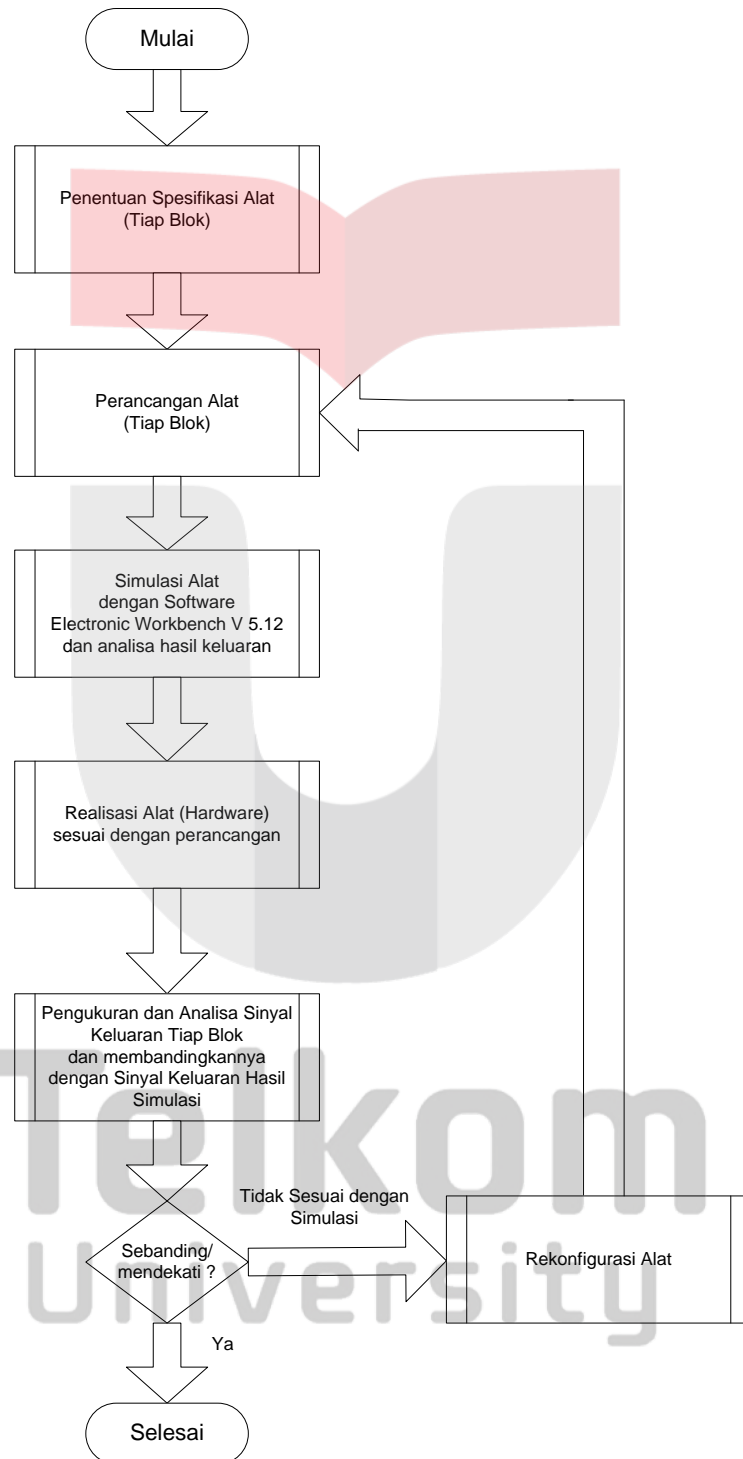 Mulai
Penentuan Spesifikasi Alat
(Tiap Blok)
Perancangan Alat
(Tiap Blok)
Simulasi Alat
dengan Software
Electronic Workbench V 5.12
dan analisa hasil keluaran
Realisasi Alat (Hardware)
sesuai dengan perancangan
Pengukuran dan Analisa Sinyal
Keluaran Tiap Blok
dan membandingkannya
dengan Sinyal Keluaran Hasil
Simulasi
Sebanding/
mendekati ?
Tidak Sesuai dengan
Simulasi
Rekonfigurasi Alat
Ya
Selesai
Telkom
University